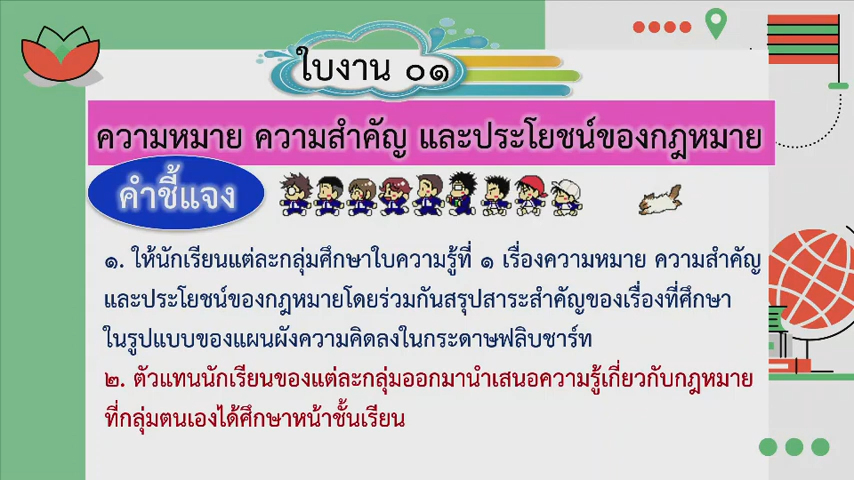 ใบงาน ๐๑
ความหมาย ความสำคัญ และประโยชน์ของกฎหมาย
คำชี้แจง
๑. ให้นักเรียนแต่ละกลุ่มศึกษาใบความรู้ที่ ๑ เรื่องความหมาย ความสำคัญ
และประโยชน์ของกฎหมายโดยร่วมกันสรุปสาระสำคัญของเรื่องที่ศึกษา
ในรูปแบบของแผนผังความคิดลงในกระดาษฟลิบชาร์ท
๒. ตัวแทนนักเรียนของแต่ละกลุ่มออกมานำเสนอความรู้เกี่ยวกับกฎหมาย
ที่กลุ่มตนเองได้ศึกษาหน้าชั้นเรียน